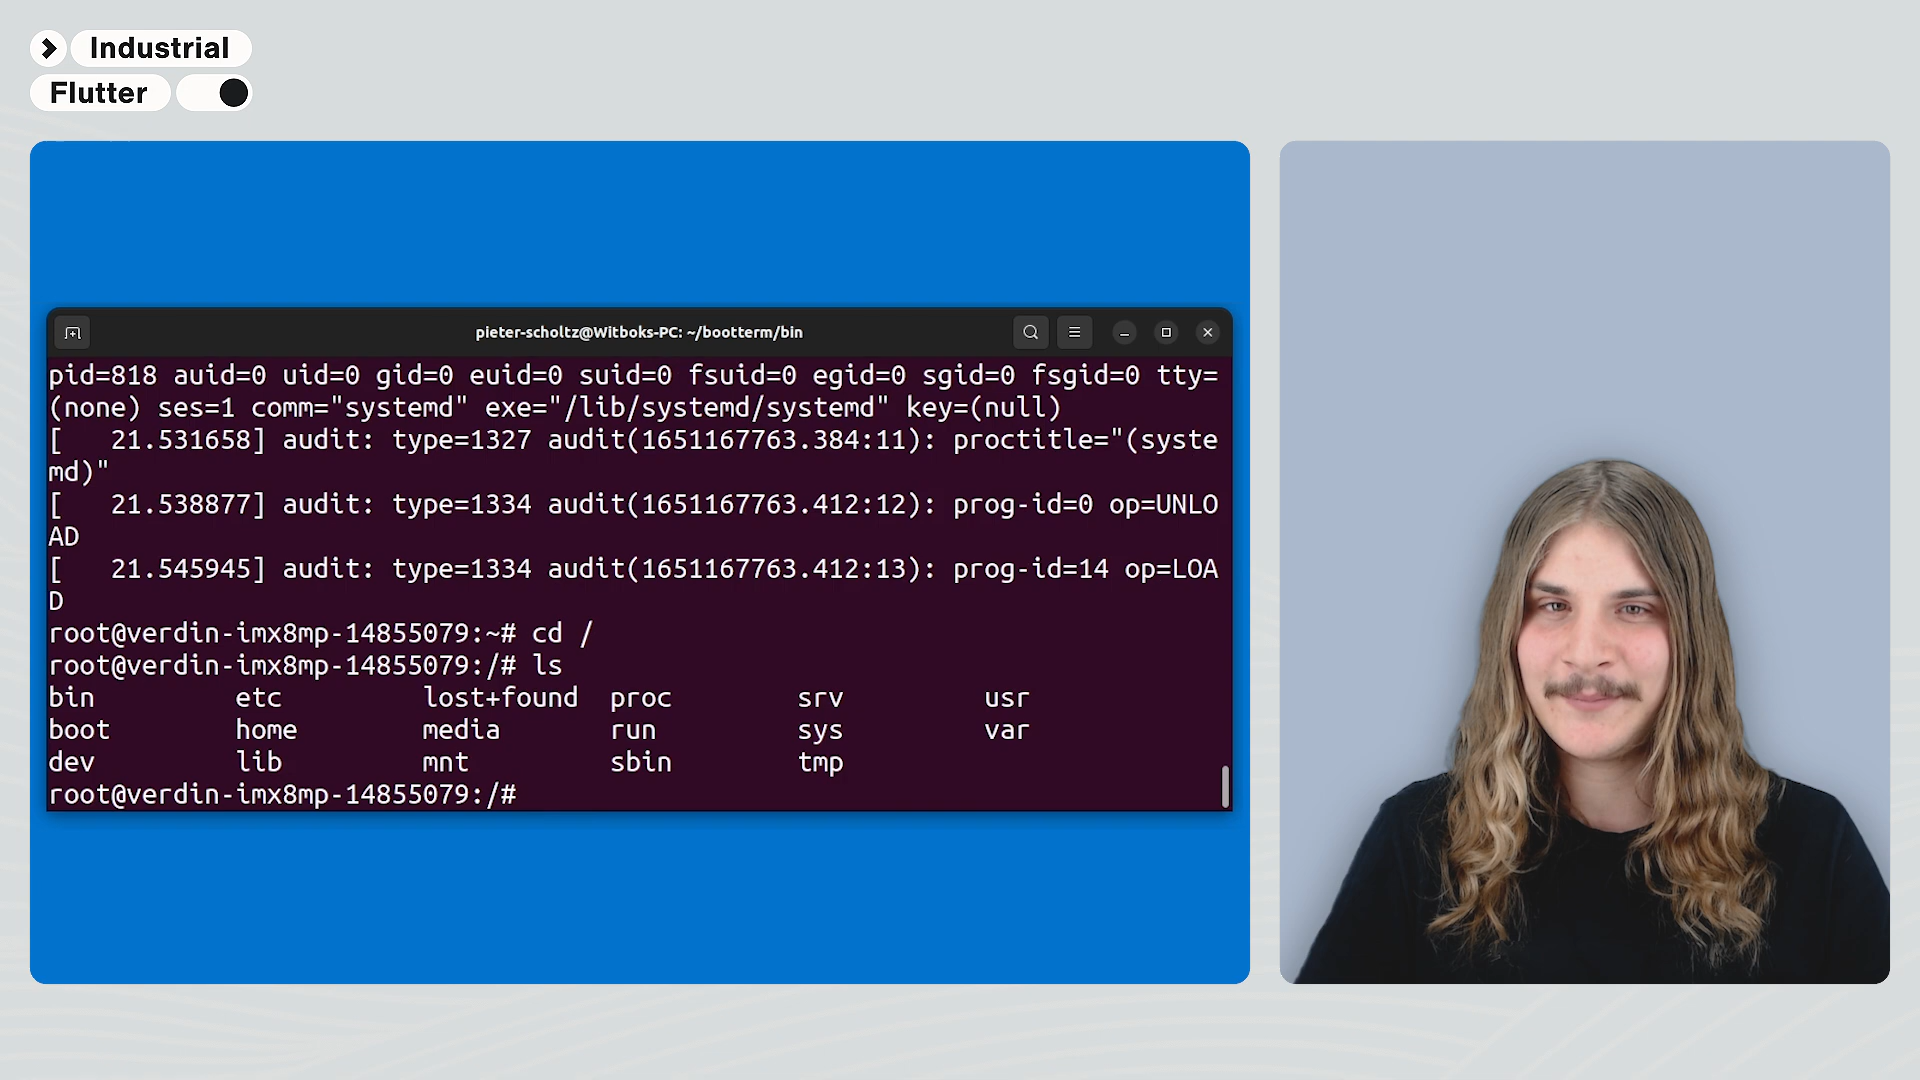 Industrial
Flutter
pieter-scholtz@Witboks-PC: ~/bootterm/bin
pid=818 auid=0 uid=0 gid=0 euid=0 suid=0 fsuid=0 egid=0 sgid=0 fsgid=0 tty=
(none) ses=1 comm="systemd" exe="/lib/systemd/systemd" key=(null)
[   21.531658] audit: type=1327 audit(1651167763.384:11): proctitle="(syste
md)"
[   21.538877] audit: type=1334 audit(1651167763.412:12): prog-id=0 op=UNLO
AD
[   21.545945] audit: type=1334 audit(1651167763.412:13): prog-id=14 op=LOA
D
root@verdin-imx8mp-14855079:~# cd /
root@verdin-imx8mp-14855079:/# ls
bin         etc         lost+found  proc        srv         usr
boot        home        media       run         sys         var
dev         lib         mnt         sbin        tmp
root@verdin-imx8mp-14855079:/#